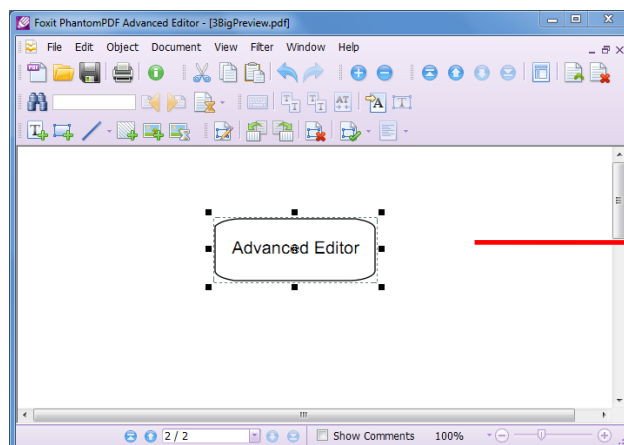 Foxit PhantomPDF Advanced Editor - [3BigPreview.pdf]
File Edit Object Document View Filter Window Help
Advanced Editor
2 / 2 Show Comments 100%